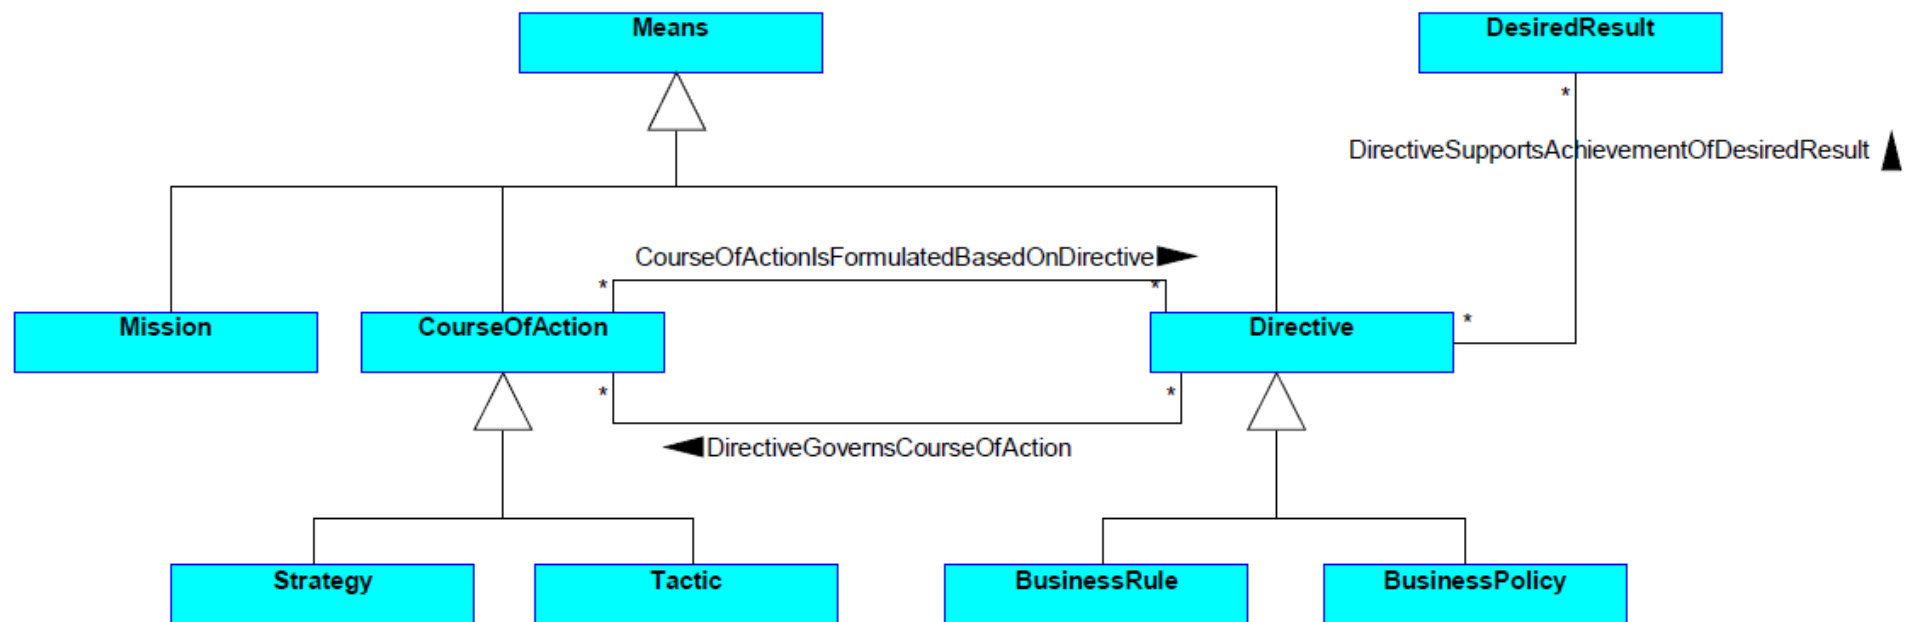 Means
DesiredResult
*
DirectiveSupportsAchievementOfDesiredResult
CourseOfActionIsFormulatedBasedOnDirective
*
*
Mission
CourseOfAction
Directive
*
*
*
DirectiveGovernsCourseOfAction
Strategy
Tactic
BusinessRule
BusinessPolicy